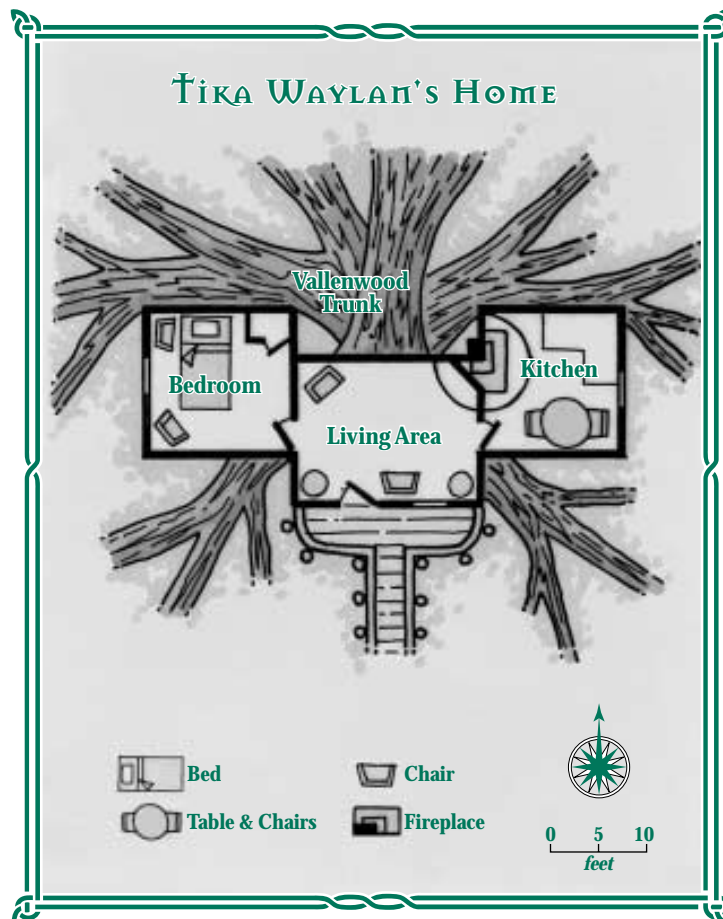 Tika Waylan's Home
Vallenwood
Trunk
Bedroom
Kitchen
Living Area
Bed
Chair
Table & Chairs
Fireplace
0 5 10
feet